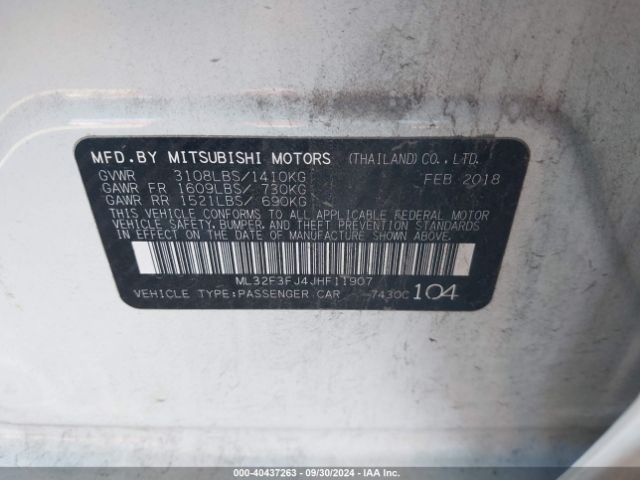 MFD.BY MITSUBISHI MOTORS (THAILAND) CO., LTD.
GVWR 3108LBS/1410KG FEB 2018
GAWR FR 1609LBS/ 730KG
GAWR RR 1521LBS/ 690KG
THIS VEHICLE CONFORMS TO ALL APPLICABLE FEDERAL MOTOR
VEHICLE SAFETY, BUMPER, AND THEFT PREVENTION STANDARDS
IN EFFECT ON THE DATE OF MANUFACTURE SHOWN ABOVE.
ML32F3FJ4JHF11907
VEHICLE TYPE:PASSENGER CAR 7430C 104
00-40437263 - 09/30/2024 - IAA, Inc.